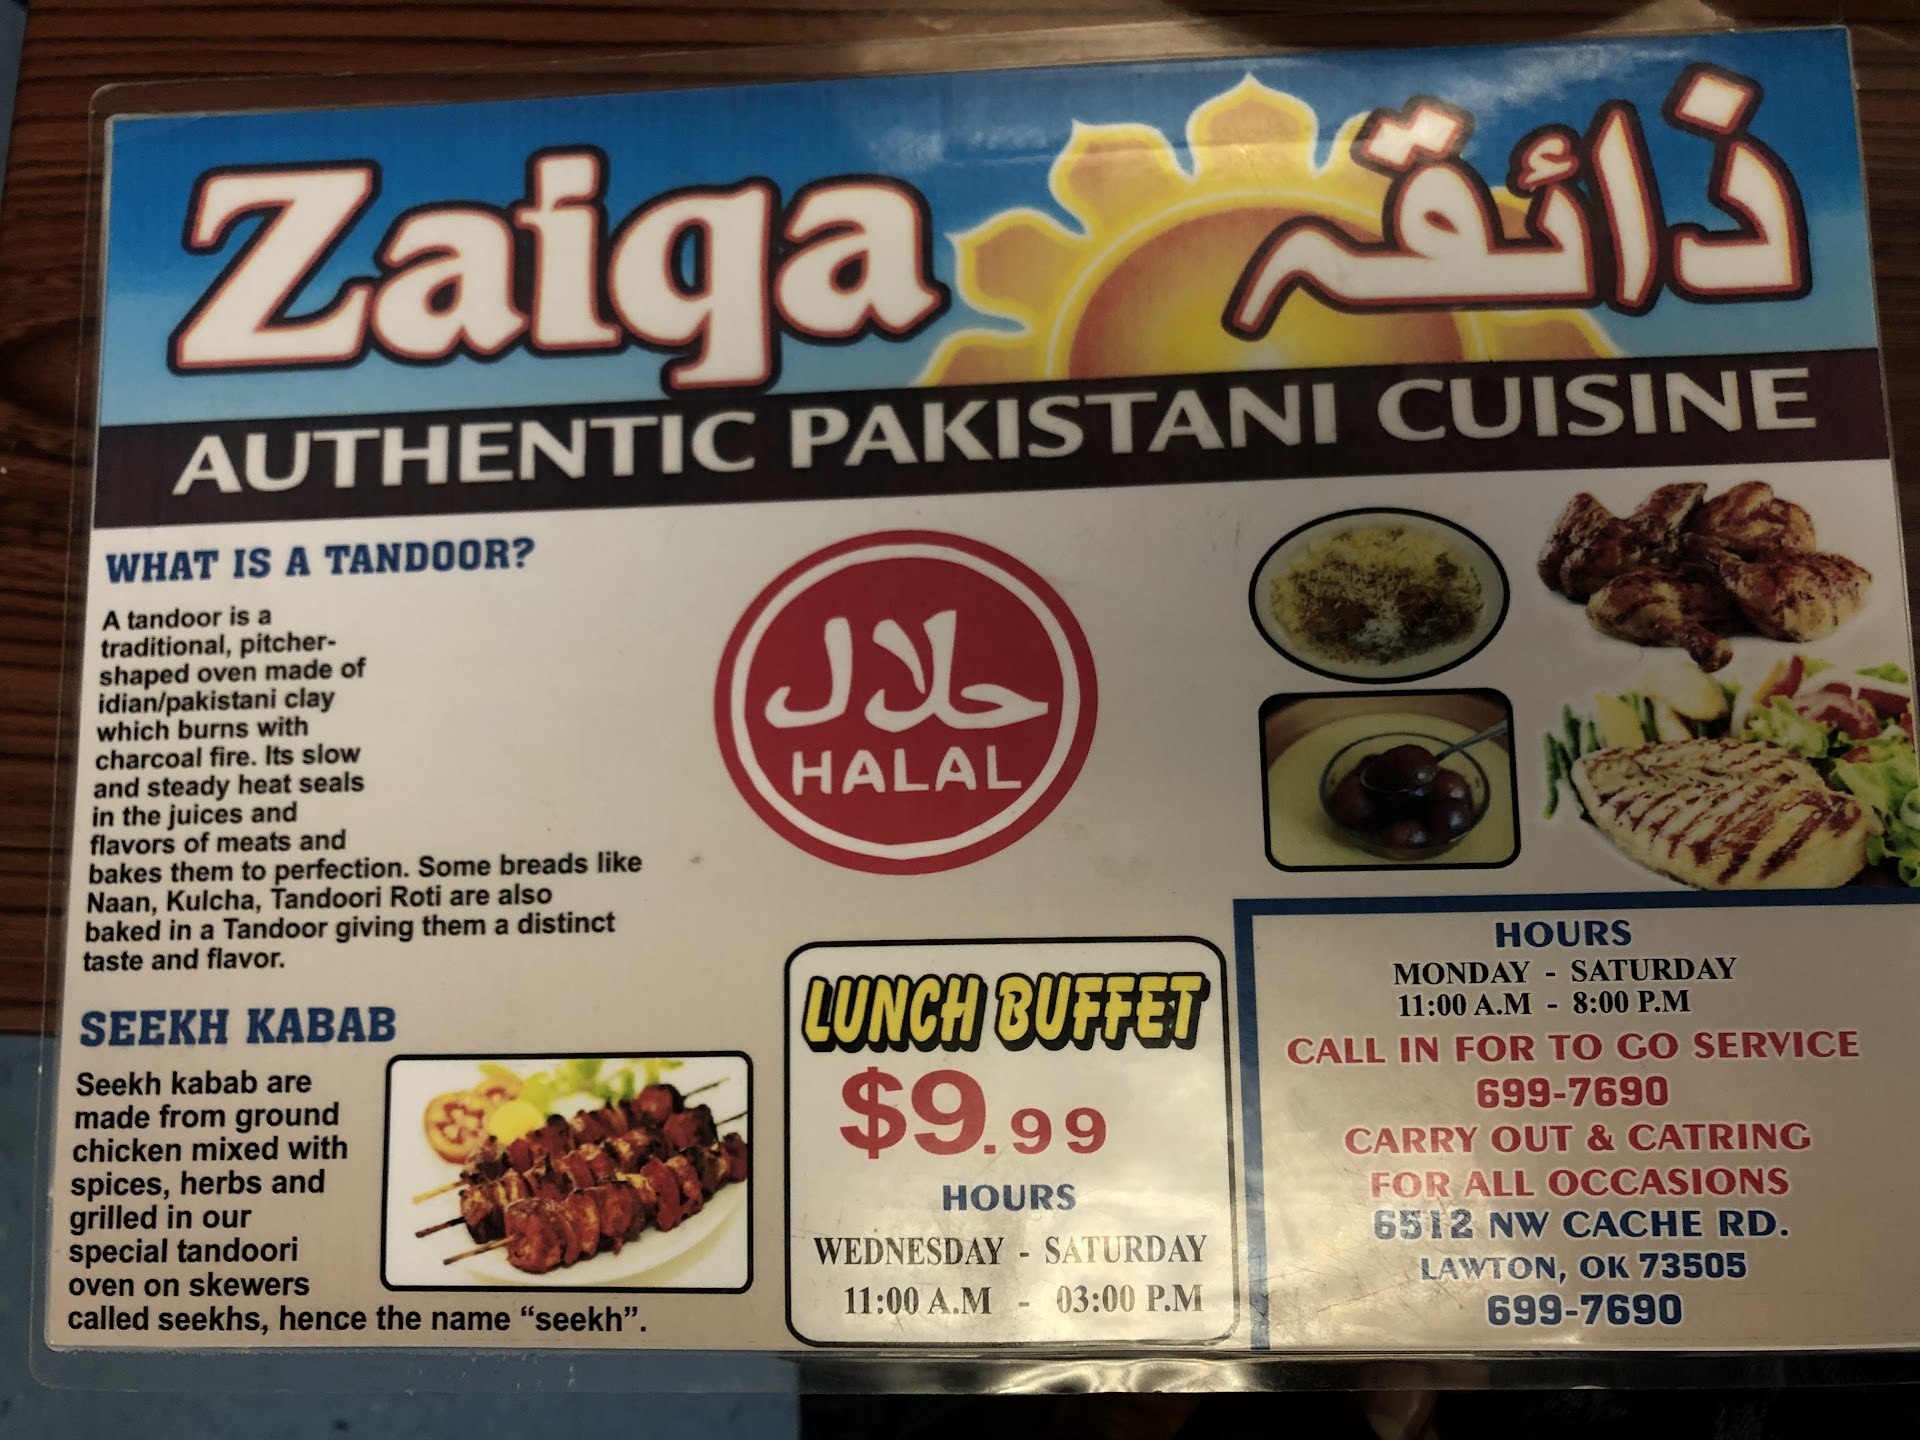 Zaiqa ذائقہ
AUTHENTIC PAKISTANI CUISINE
WHAT IS A TANDOOR?
A tandoor is a
traditional, pitcher-
shaped oven made of
idian/pakistani clay
which burns with
charcoal fire. Its slow
and steady heat seals
in the juices and
flavors of meats and
bakes them to perfection. Some breads like
Naan, Kulcha, Tandoori Roti are also
baked in a Tandoor giving them a distinct
taste and flavor.
SEEKH KABAB
Seekh kabab are
made from ground
chicken mixed with
spices, herbs and
grilled in our
special tandoori
oven on skewers
called seekhs, hence the name “seekh”.
حلال
HALAL
LUNCH BUFFET
$9.99
HOURS
WEDNESDAY - SATURDAY
11:00 A.M - 03:00 P.M
HOURS
MONDAY - SATURDAY
11:00 A.M - 8:00 P.M
CALL IN FOR TO GO SERVICE
699-7690
CARRY OUT & CATRING
FOR ALL OCCASIONS
6512 NW CACHE RD.
LAWTON, OK 73505
699-7690